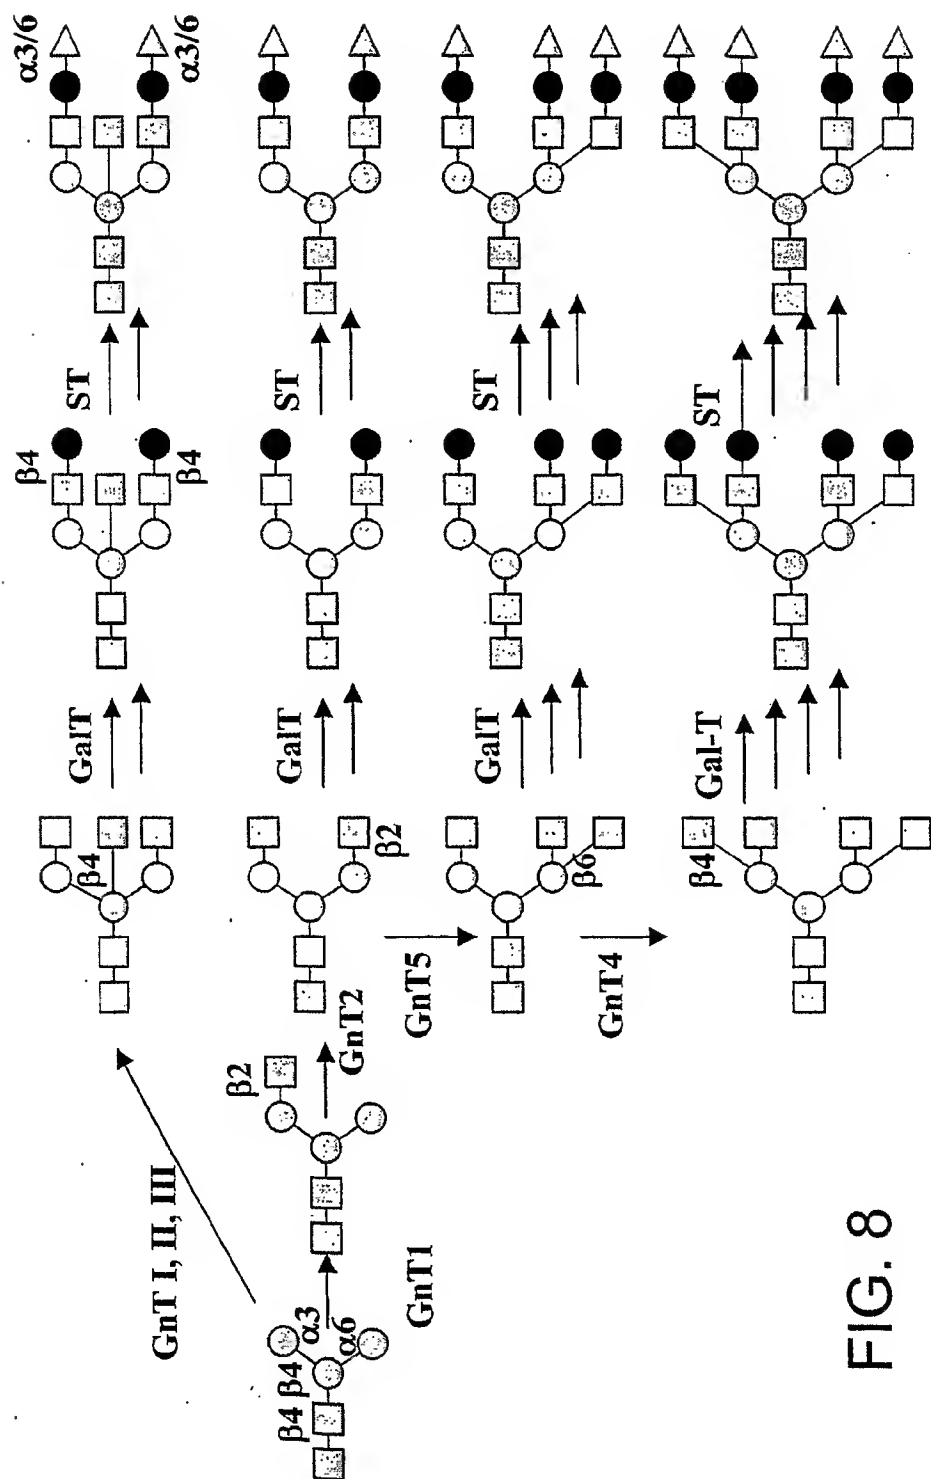 α3/6
α3/6
ST
β4
β4
GalT
β4
GnT I, II, III
ST
GalT
β2
GnT2
β2
GnT1
α3
α6
β4 β4
GnT5
ST
GalT
β6
GnT4
ST
Gal-T
β4
FIG. 8